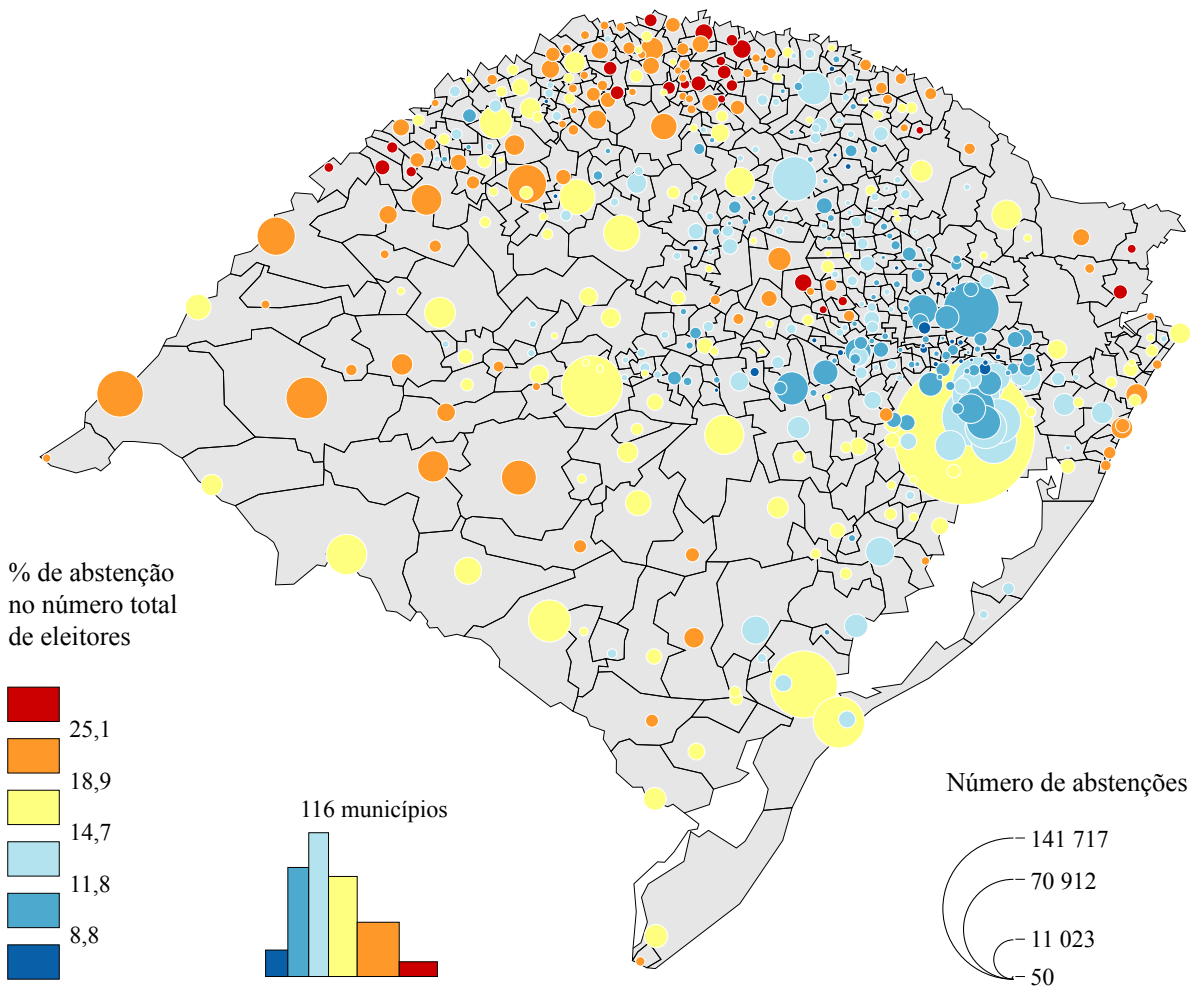 % de abstenção
no número total
de eleitores
25,1
18,9
14,7
11,8
8,8
116 municípios
Número de abstenções
141 717
70 912
11 023
50